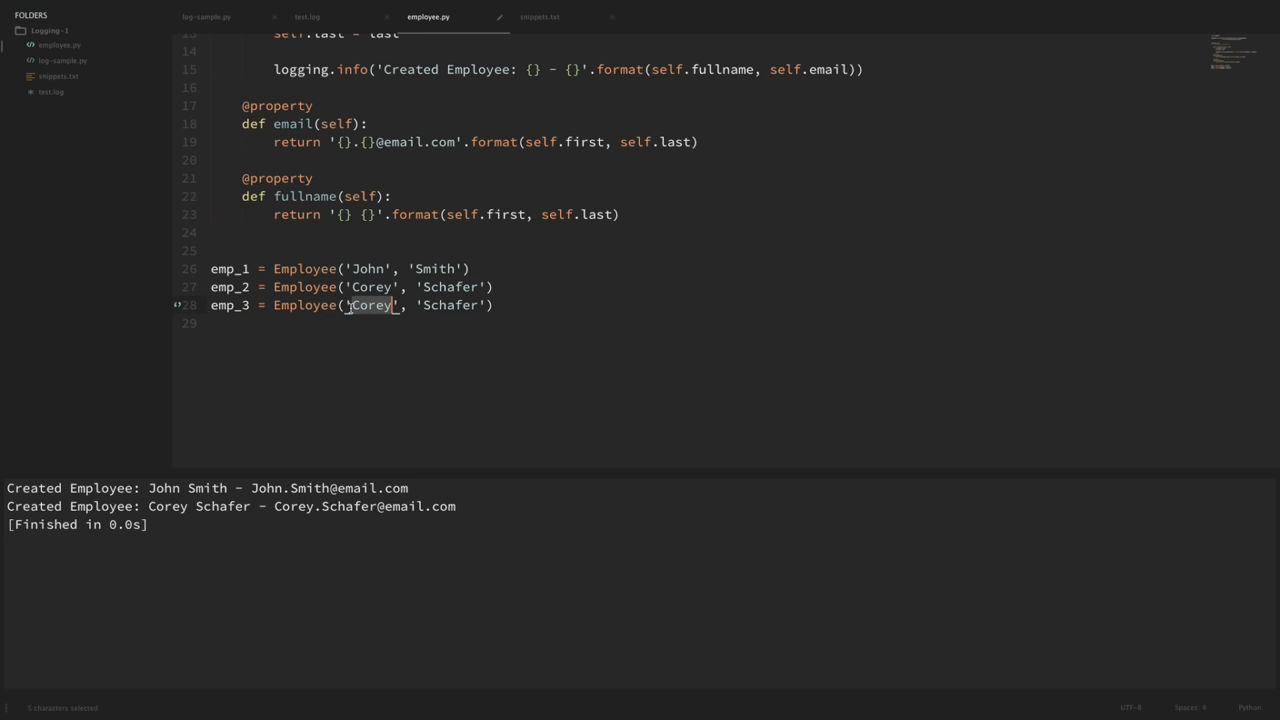 FOLDERS
Logging-1
employee.py
log-sample.py
snippets.txt
test.log
log-sample.py × test.log × employee.py snippets.txt ×
13 self.last = last
14
15 logging.info('Created Employee: {} - {}'.format(self.fullname, self.email))
16
17 @property
18 def email(self):
19 return '{}.{}@email.com'.format(self.first, self.last)
20
21 @property
22 def fullname(self):
23 return '{} {}'.format(self.first, self.last)
24
25
26 emp_1 = Employee('John', 'Smith')
27 emp_2 = Employee('Corey', 'Schafer')
28 emp_3 = Employee('Corey', 'Schafer')
29
Created Employee: John Smith - John.Smith@email.com
Created Employee: Corey Schafer - Corey.Schafer@email.com
[Finished in 0.0s]
5 characters selected UTF-8 Spaces: 4 Python